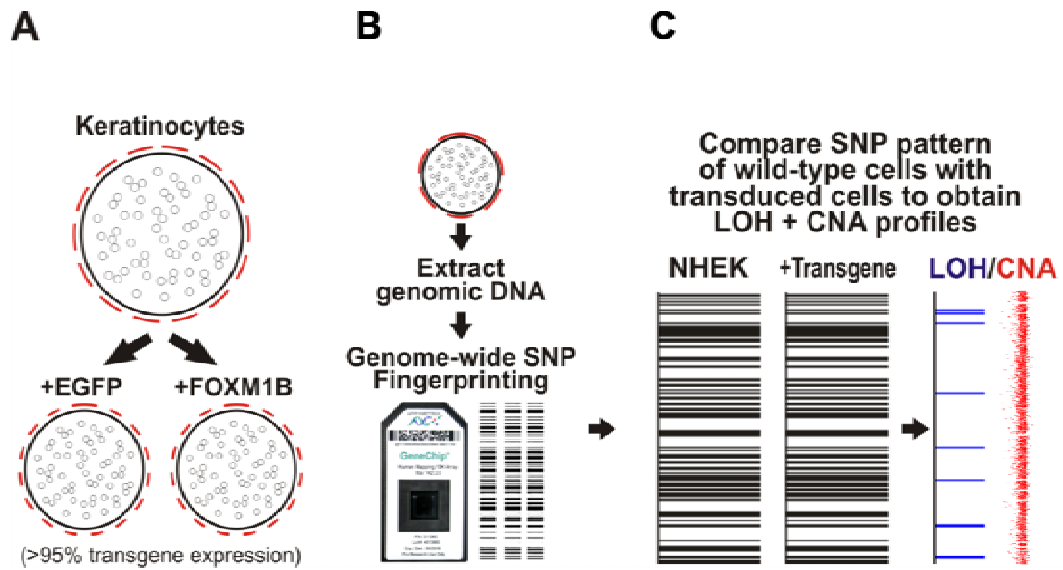 A
Keratinocytes
+EGFP
+FOXM1B
(>95% transgene expression)
B
Extract
genomic DNA
Genome-wide SNP
Fingerprinting
GeneChip
C
Compare SNP pattern
of wild-type cells with
transduced cells to obtain
LOH + CNA profiles
NHEK
+Transgene
LOH/CNA